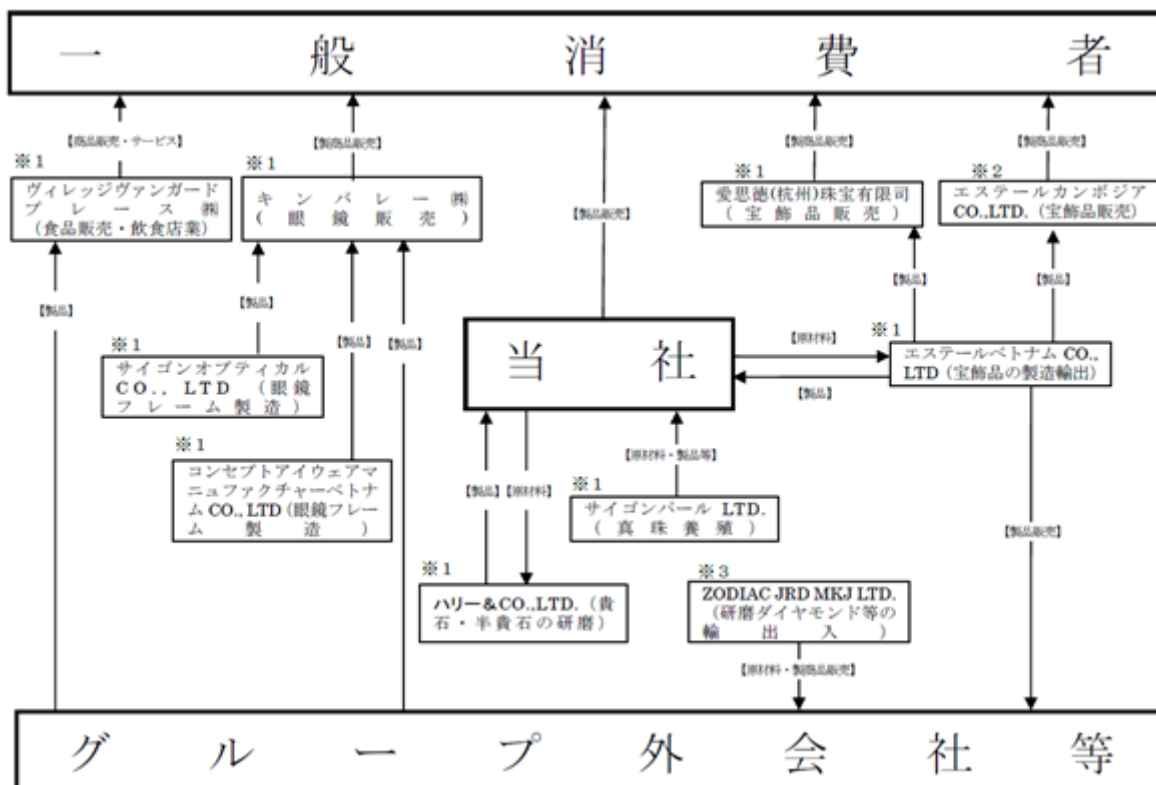 一般消費者
【商品販売・サービス】
【製商品販売】
【製品販売】
【製商品販売】
【製商品販売】
※1
ヴィレッジヴァンガード
プレース㈱
(食品販売・飲食店業)
※1
キンバレー㈱
(眼鏡販売)
※1
愛思徳(杭州)珠宝有限司
(宝飾品販売)
※2
エステールカンボジア
CO.,LTD.(宝飾品販売)
【製品】
【製品】
【製品】
【製品】
【製品】
【製品】
※1
サイゴンオプティカル
CO., LTD (眼鏡
フレーム製造)
当社
【原材料】
【製品】
※1
エステールベトナム CO.,
LTD (宝飾品の製造輸出)
※1
コンセプトアイウェアマ
ニュファクチャーベトナ
ム CO., LTD (眼鏡フレー
ム製造)
【製品】
【原材料】
【原材料・製品等】
※1
サイゴンパール LTD.
(真珠養殖)
【製品販売】
※1
ハリー&CO.,LTD. (貴
石・半貴石の研磨)
※3
ZODIAC JRD MKJ LTD.
(研磨ダイヤモンド等の
輸出入)
【原材料・製商品販売】
グループ外会社等